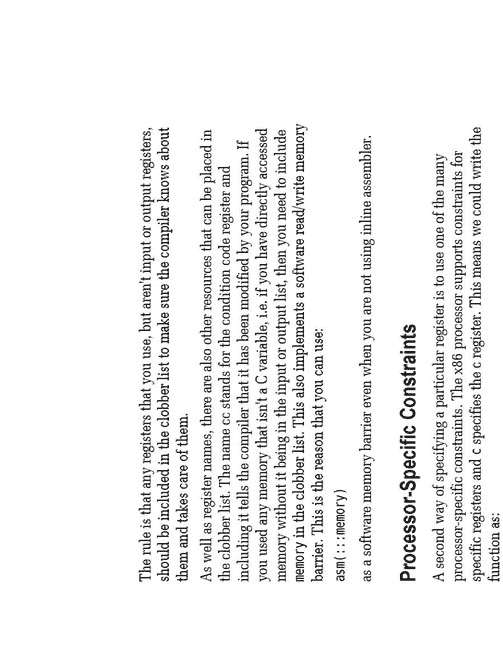 The rule is that any registers that you use, but aren't input or output registers,
should be included in the clobber list to make sure the compiler knows about
them and takes care of them.
As well as register names, there are also other resources that can be placed in
the clobber list. The name cc stands for the condition code register and
including it tells the compiler that it has been modified by your program. If
you used any memory that isn't a C variable, i.e. if you have directly accessed
memory without it being in the input or output list, then you need to include
memory in the clobber list. This also implements a software read/write memory
barrier. This is the reason that you can use:
asm(:::memory)
as a software memory barrier even when you are not using inline assembler.
Processor-Specific Constraints
A second way of specifying a particular register is to use one of the many
processor-specific constraints. The x86 processor supports constraints for
specific registers and c specifies the c register. This means we could write the
function as: